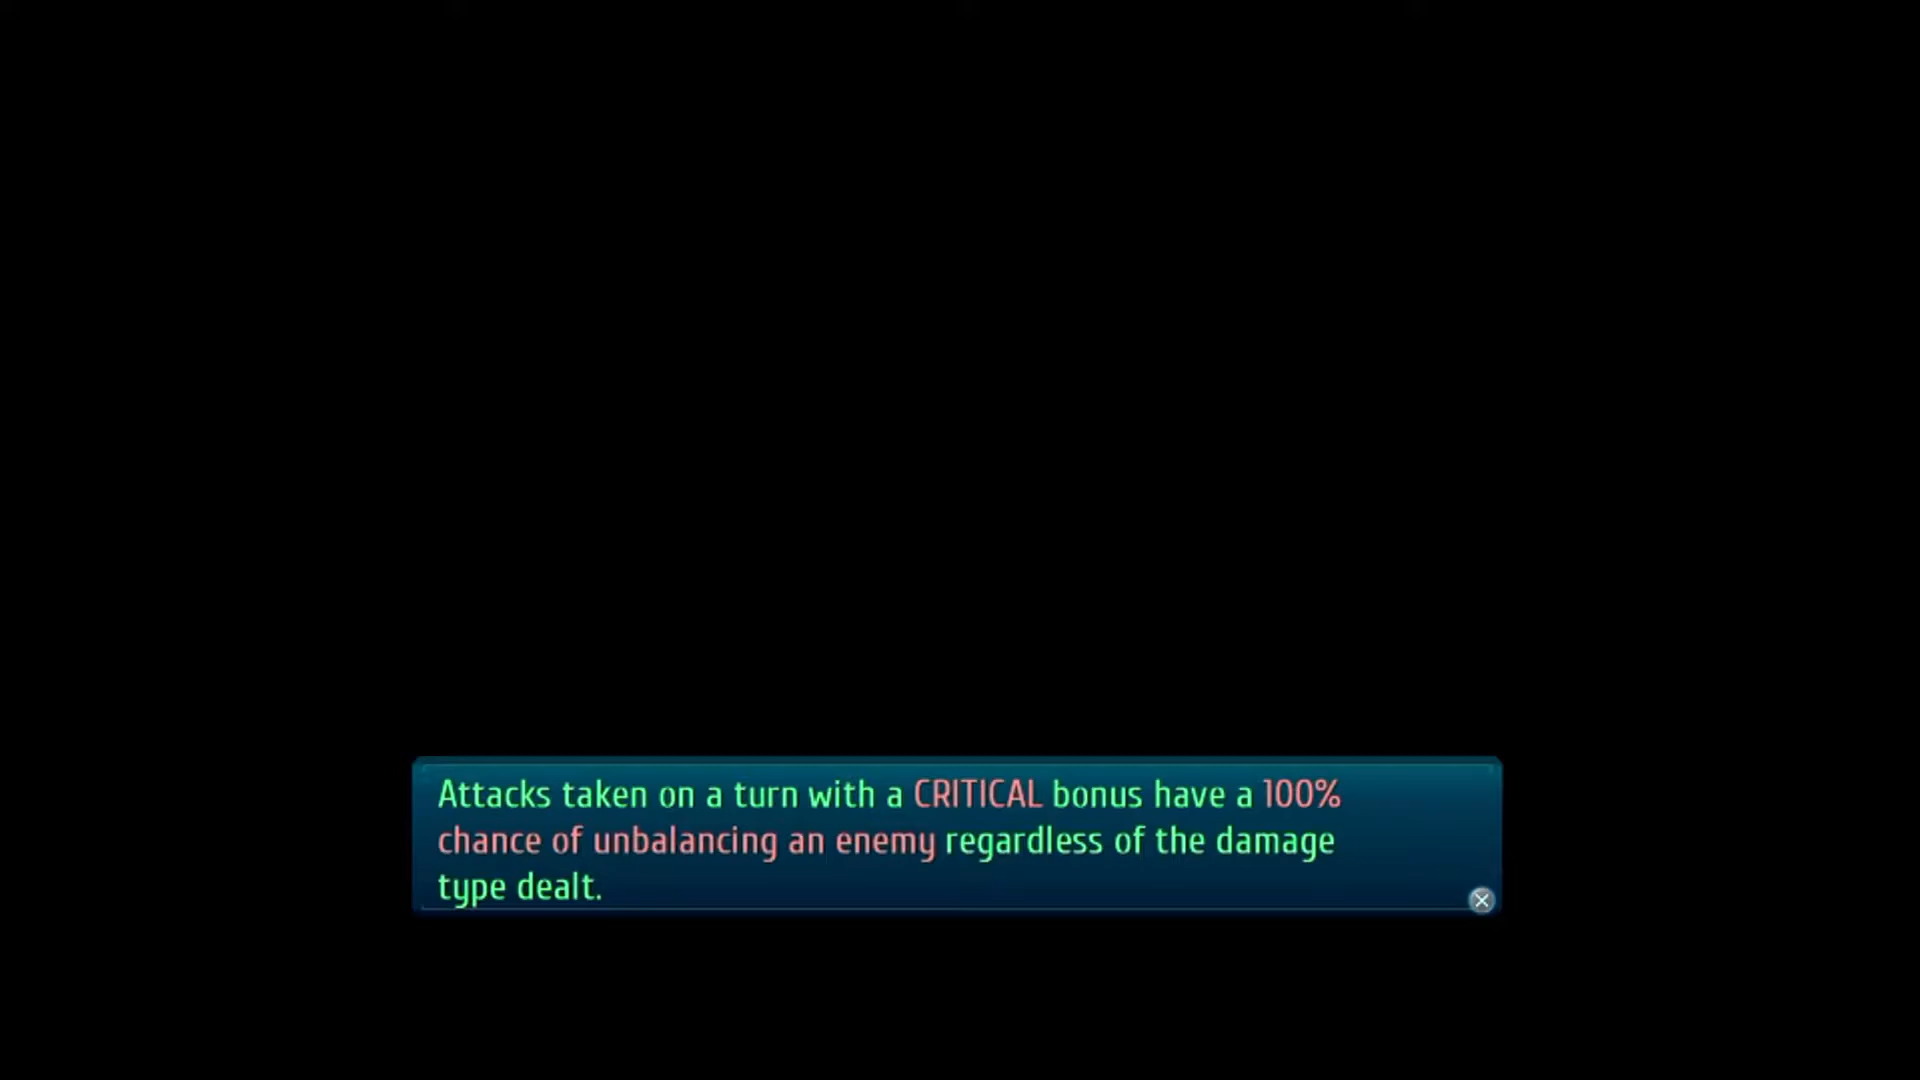 Attacks taken on a turn with a CRITICAL bonus have a 100%
chance of unbalancing an enemy regardless of the damage
type dealt.